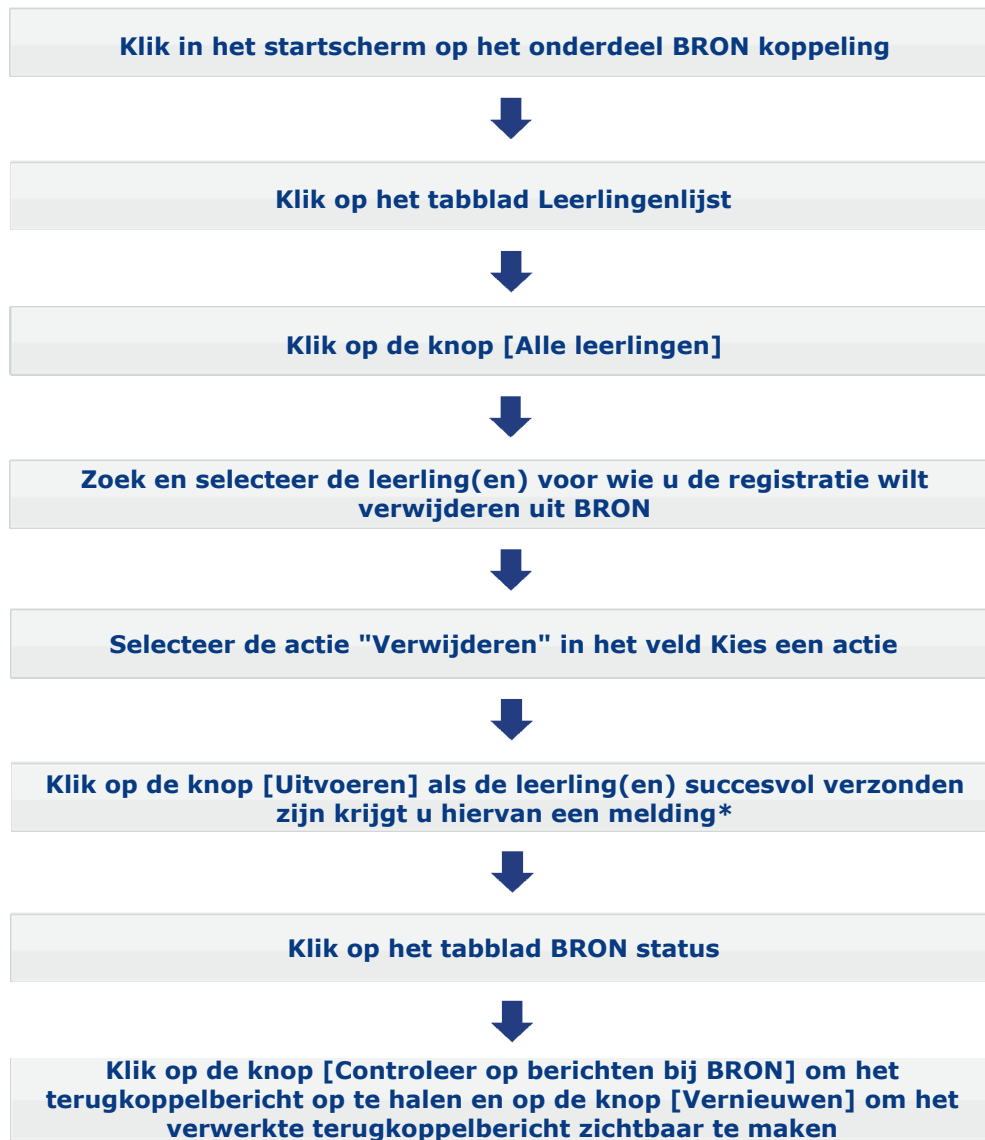 Klik in het startscherm op het onderdeel BRON koppeling
Klik op het tabblad Leerlingenlijst
Klik op de knop [Alle leerlingen]
Zoek en selecteer de leerling(en) voor wie u de registratie wilt
verwijderen uit BRON
Selecteer de actie "Verwijderen" in het veld Kies een actie
Klik op de knop [Uitvoeren] als de leerling(en) succesvol verzonden
zijn krijgt u hiervan een melding*
Klik op het tabblad BRON status
Klik op de knop [Controleer op berichten bij BRON] om het
terugkoppelbericht op te halen en op de knop [Vernieuwen] om het
verwerkte terugkoppelbericht zichtbaar te maken